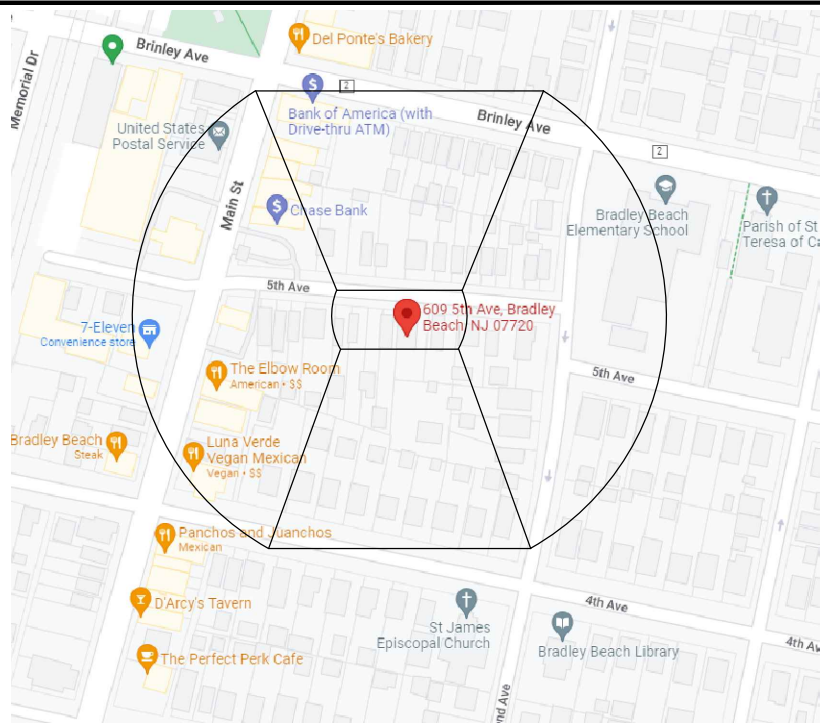 Del Ponte's Bakery
Brinley Ave
Memorial Dr
2
Bank of America (with
Drive-thru ATM)
Brinley Ave
United States
Postal Service
2
Main St
Chase Bank
Bradley Beach
Elementary School
Parish of St
Teresa of Ca
5th Ave
609 5th Ave, Bradley
Beach, NJ 07720
7-Eleven
Convenience store
The Elbow Room
American • $$
5th Ave
Bradley Beach
Steak
Luna Verde
Vegan Mexican
Vegan • $$
Panchos and Juanchos
Mexican
D'Arcy's Tavern
4th Ave
St James
Episcopal Church
Bradley Beach Library
4th Av
The Perfect Perk Cafe
nd Ave